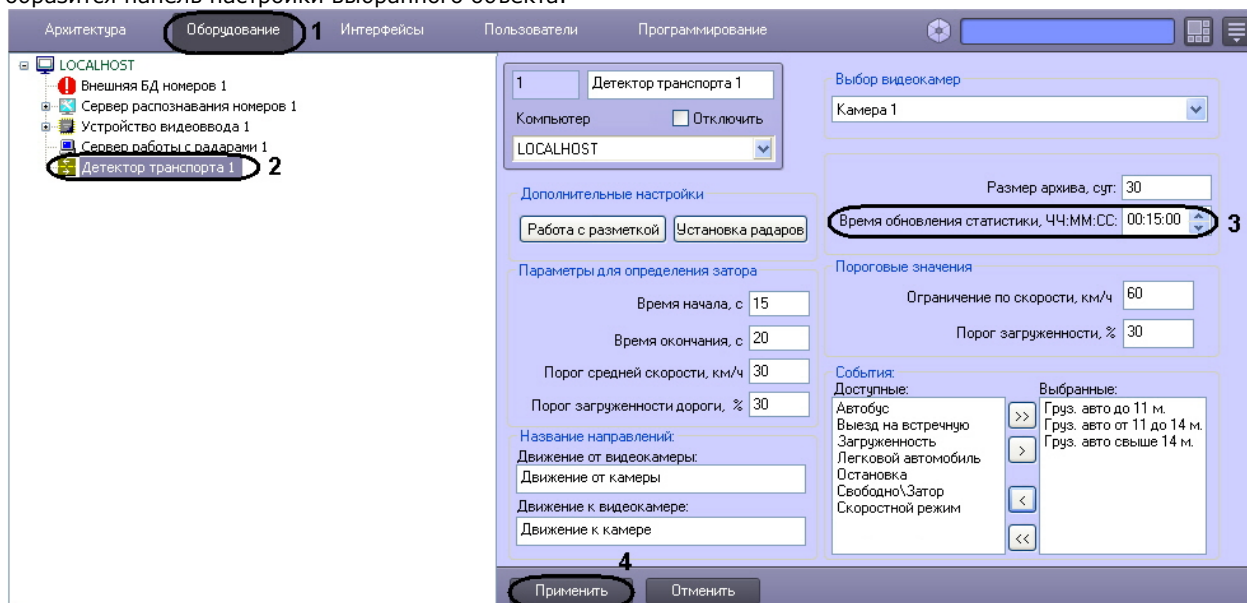 образится панель настройки выбранного объекта.
Архитектура Оборудование 1 Интерфейсы Пользователи Программирование
LOCALHOST
Внешняя БД номеров 1
Сервер распознавания номеров 1
Устройство видеоввода 1
Сервер работы с радарами 1
Детектор транспорта 1 2
1 Детектор транспорта 1
Компьютер Отключить
LOCALHOST
Дополнительные настройки
Работа с разметкой Установка радаров
Параметры для определения затора
Время начала, с 15
Время окончания, с 20
Порог средней скорости, км/ч 30
Порог загруженности дороги, % 30
Название направлений:
Движение от видеокамеры:
Движение от камеры
Движение к видеокамере:
Движение к камере
Выбор видеокамер
Камера 1
Размер архива, сут: 30
Время обновления статистики, ЧЧ:ММ:СС: 00:15:00 3
Пороговые значения
Ограничение по скорости, км/ч 60
Порог загруженности, % 30
События:
Доступные:
Автобус
Выезд на встречную
Загруженность
Легковой автомобиль
Остановка
Свободно\Затор
Скоростной режим
>>
>
<
<<
Выбранные:
Груз. авто до 11 м.
Груз. авто от 11 до 14 м.
Груз. авто свыше 14 м.
4
Применить Отменить